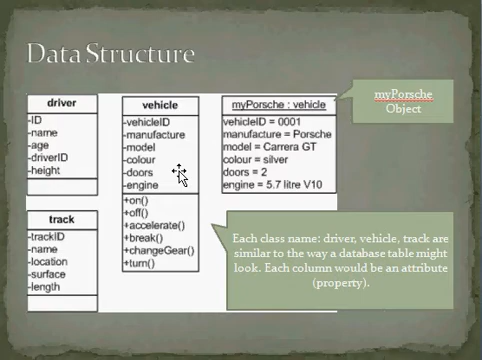 Data Structure
myPorsche
Object
driver
-ID
-name
-age
-driverID
-height
vehicle
-vehicleID
-manufacture
-model
-colour
-doors
-engine
+on()
+off()
+accelerate()
+break()
+changeGear()
+turn()
myPorsche : vehicle
vehicleID = 0001
manufacture = Porsche
model = Carrera GT
colour = silver
doors = 2
engine = 5.7 litre V10
track
-trackID
-name
-location
-surface
-length
Each class name: driver, vehicle, track are
similar to the way a database table might
look. Each column would be an attribute
(property).